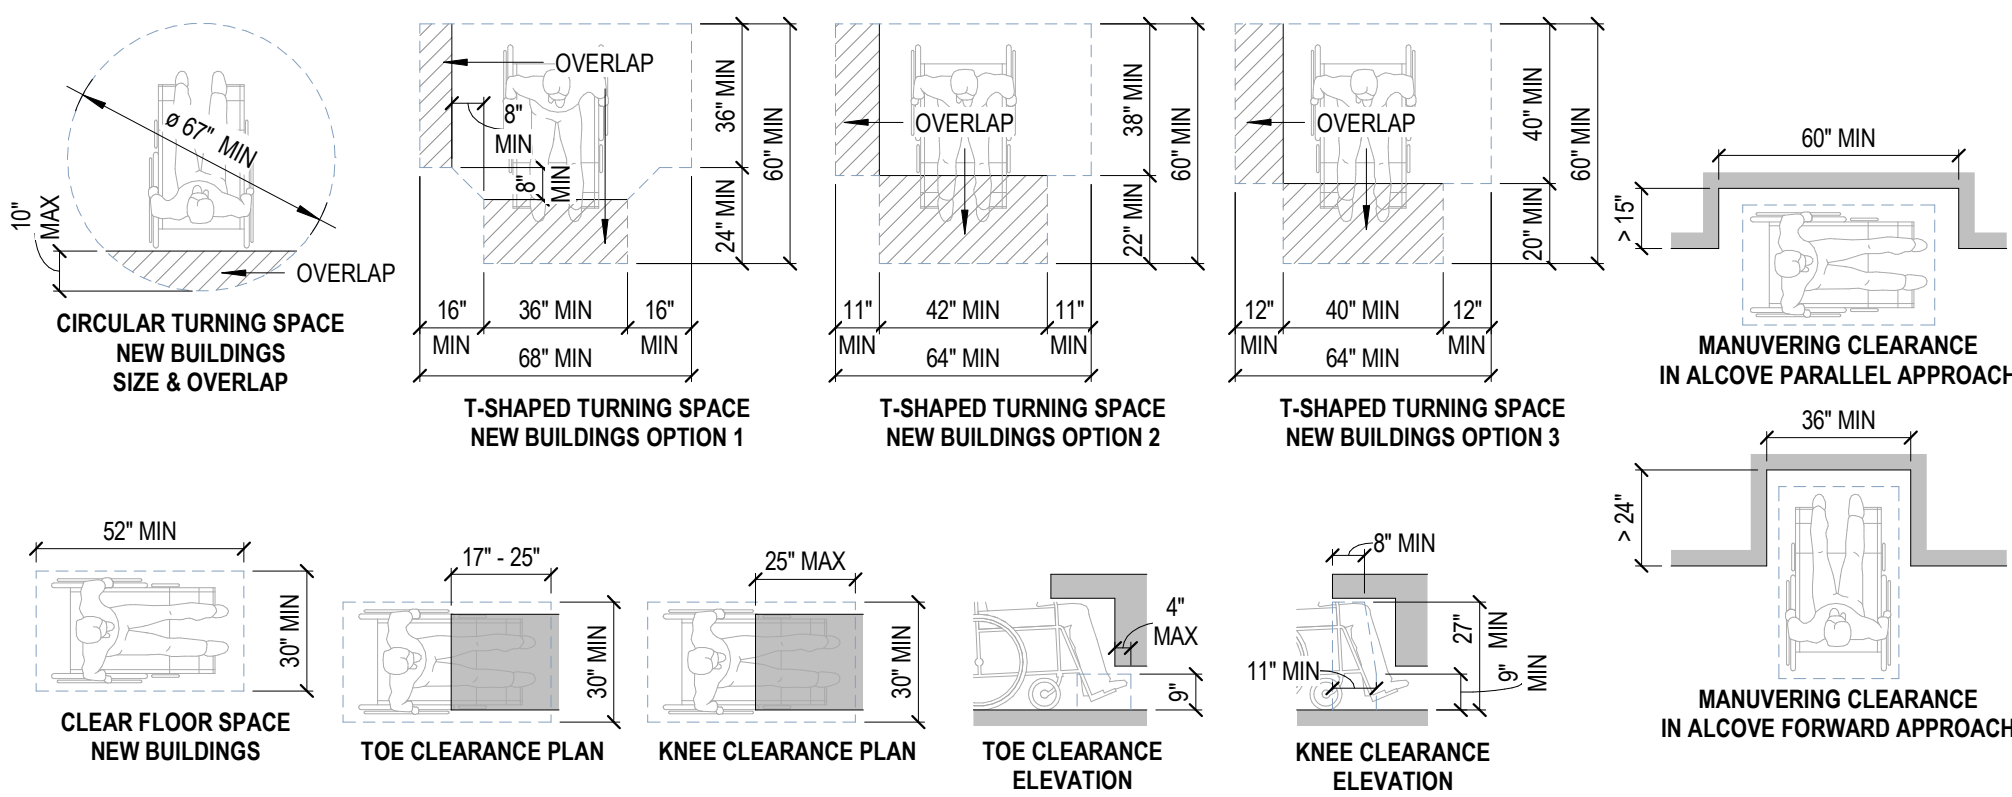 ø 67" MIN
10"
MAX
OVERLAP
CIRCULAR TURNING SPACE
NEW BUILDINGS
SIZE & OVERLAP
OVERLAP
8"
MIN
8"
MIN
36" MIN
24" MIN
60" MIN
16"
MIN
36" MIN
16"
MIN
68" MIN
T-SHAPED TURNING SPACE
NEW BUILDINGS OPTION 1
OVERLAP
38" MIN
22" MIN
60" MIN
11"
MIN
42" MIN
11"
MIN
64" MIN
T-SHAPED TURNING SPACE
NEW BUILDINGS OPTION 2
OVERLAP
40" MIN
20" MIN
60" MIN
12"
MIN
40" MIN
12"
MIN
64" MIN
T-SHAPED TURNING SPACE
NEW BUILDINGS OPTION 3
60" MIN
> 15"
MANUVERING CLEARANCE
IN ALCOVE PARALLEL APPROACH
52" MIN
30" MIN
CLEAR FLOOR SPACE
NEW BUILDINGS
17" - 25"
30" MIN
TOE CLEARANCE PLAN
25" MAX
30" MIN
KNEE CLEARANCE PLAN
4"
MAX
9"
TOE CLEARANCE
ELEVATION
8" MIN
11" MIN
27"
MIN
9"
MIN
KNEE CLEARANCE
ELEVATION
36" MIN
> 24"
MANUVERING CLEARANCE
IN ALCOVE FORWARD APPROACH